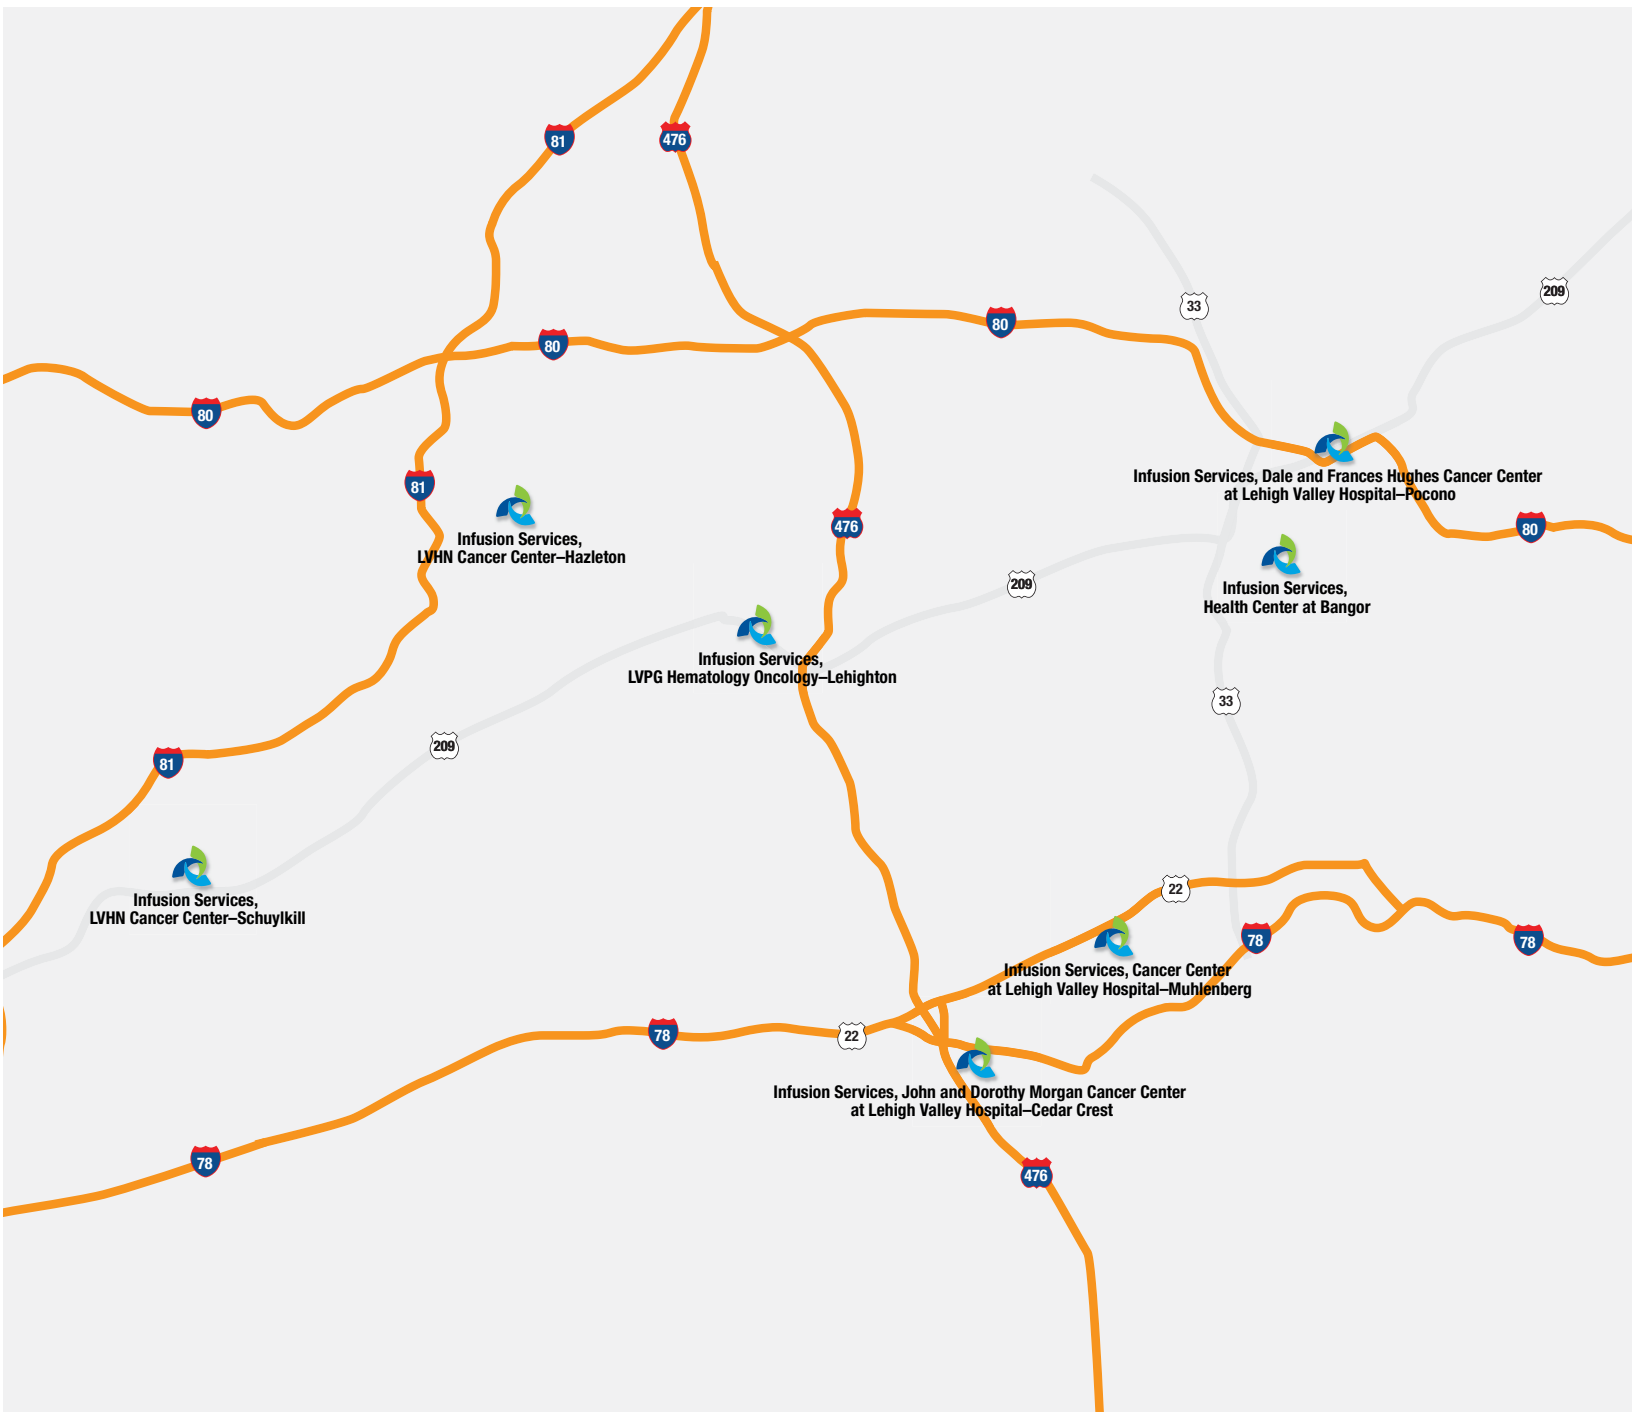 81
476
209
33
80
80
80
Infusion Services, Dale and Frances Hughes Cancer Center
at Lehigh Valley Hospital–Pocono
81
476
80
Infusion Services,
LVHN Cancer Center–Hazleton
209
Infusion Services,
Health Center at Bangor
Infusion Services,
LVPG Hematology Oncology–Lehighton
33
209
81
22
Infusion Services,
LVHN Cancer Center–Schuylkill
78
78
Infusion Services, Cancer Center
at Lehigh Valley Hospital–Muhlenberg
78
22
Infusion Services, John and Dorothy Morgan Cancer Center
at Lehigh Valley Hospital–Cedar Crest
78
476